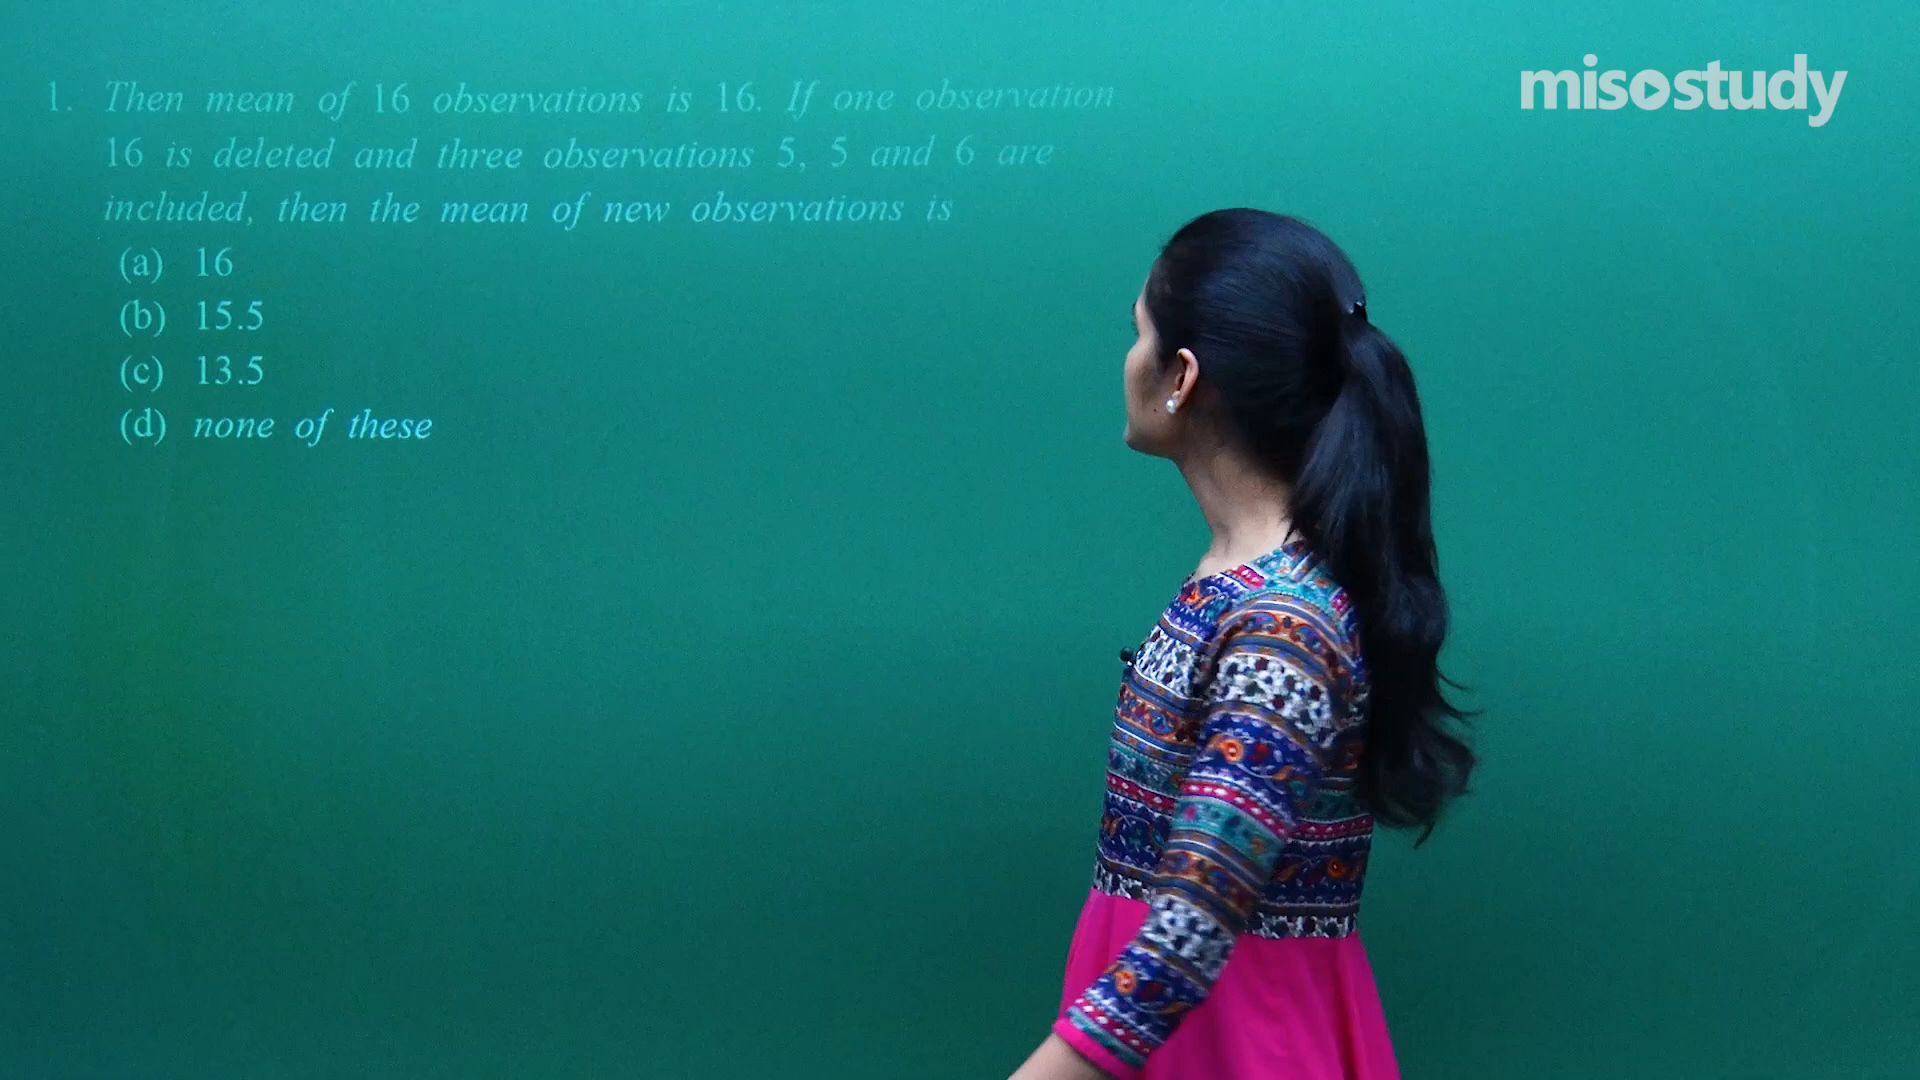 misostudy
1. Then mean of 16 observations is 16. If one observation
16 is deleted and three observations 5, 5 and 6 are
included, then the mean of new observations is
(a) 16
(b) 15.5
(c) 13.5
(d) none of these